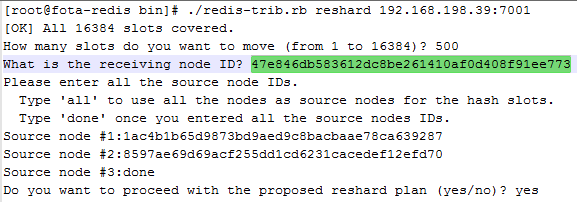 [root@fota-redis bin]# ./redis-trib.rb reshard 192.168.198.39:7001
[OK] All 16384 slots covered.
How many slots do you want to move (from 1 to 16384)? 500
What is the receiving node ID? 47e846db583612dc8be261410af0d408f91ee773
Please enter all the source node IDs.
  Type 'all' to use all the nodes as source nodes for the hash slots.
  Type 'done' once you entered all the source nodes IDs.
Source node #1:1ac4b1b65d9873bd9aed9c8bacbaae78ca639287
Source node #2:8597ae69d69acf255dd1cd6231cacedef12efd70
Source node #3:done
Do you want to proceed with the proposed reshard plan (yes/no)? yes